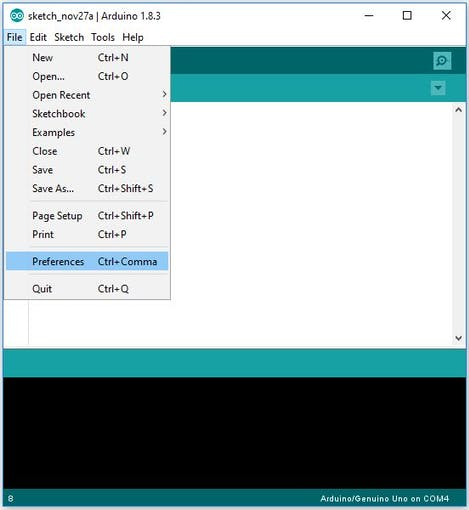 sketch_nov27a | Arduino 1.8.3
File Edit Sketch Tools Help
New Ctrl+N
Open... Ctrl+O
Open Recent
Sketchbook
Examples
Close Ctrl+W
Save Ctrl+S
Save As... Ctrl+Shift+S
Page Setup Ctrl+Shift+P
Print Ctrl+P
Preferences Ctrl+Comma
Quit Ctrl+Q
8 Arduino/Genuino Uno on COM4